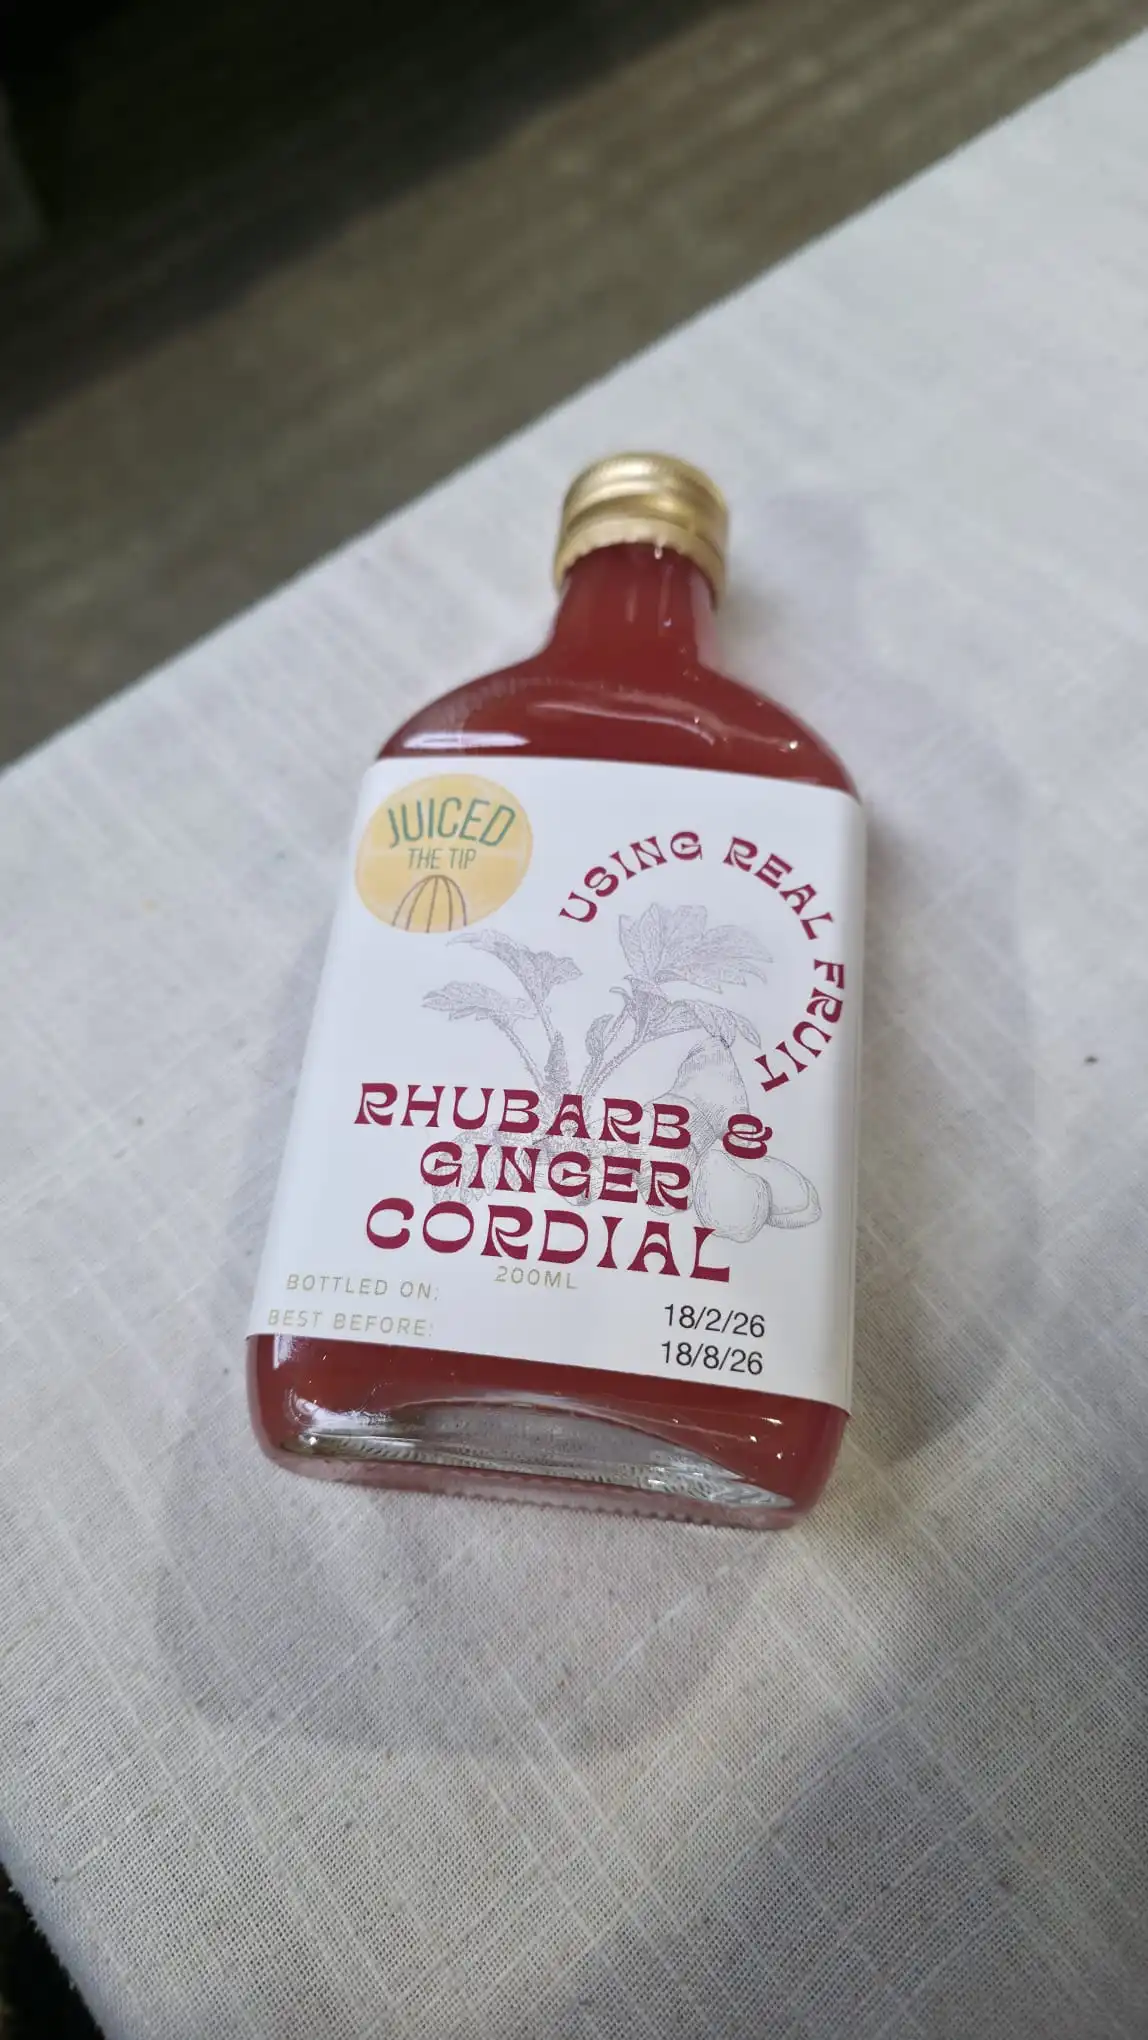 JUICED
THE TIP
USING REAL FRUIT
RHUBARB &
GINGER
CORDIAL
200ML
BOTTLED ON: 18/2/26
BEST BEFORE: 18/8/26